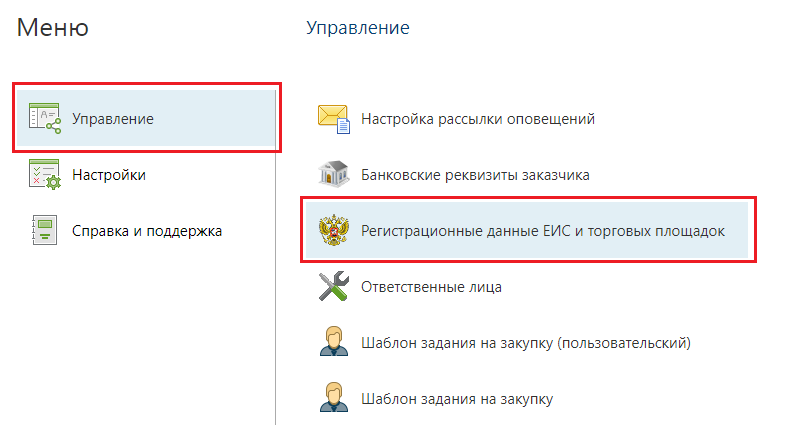 Меню
Управление
Управление
Настройки
Справка и поддержка
Настройка рассылки оповещений
Банковские реквизиты заказчика
Регистрационные данные ЕИС и торговых площадок
Ответственные лица
Шаблон задания на закупку (пользовательский)
Шаблон задания на закупку